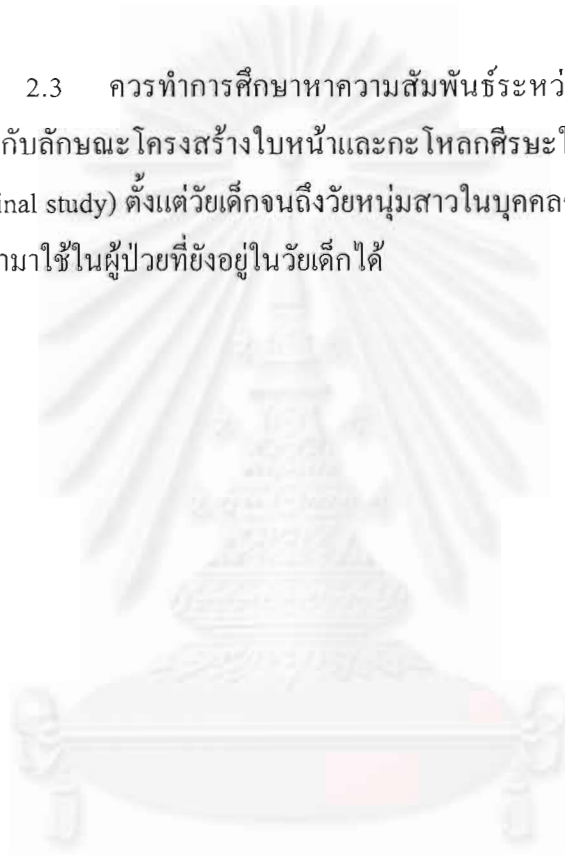 2.3 ควรทำการศึกษาหาความสัมพันธ์ระหว่
กับลักษณะโครงสร้างใบหน้าและกะโหลกศีรษะใ
inal study) ตั้งแต่วัยเด็กจนถึงวัยหนุ่มสาวในบุคคล
ามาใช้ในผู้ป่วยที่ยังอยู่ในวัยเด็กได้